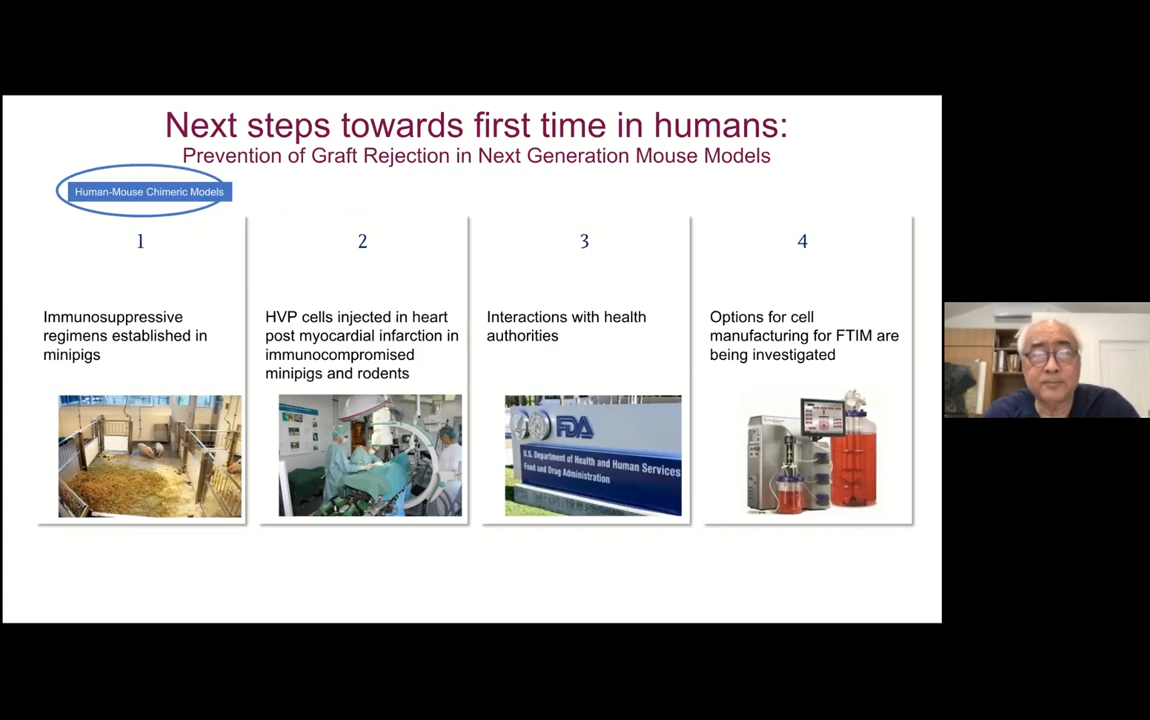 Next steps towards first time in humans:
Prevention of Graft Rejection in Next Generation Mouse Models
Human-Mouse Chimeric Models
1
Immunosuppressive
regimens established in
minipigs
2
HVP cells injected in heart
post myocardial infarction in
immunocompromised
minipigs and rodents
3
Interactions with health
authorities
FDA
U.S. Department of Health and Human Services
Food and Drug Administration
4
Options for cell
manufacturing for FTIM are
being investigated